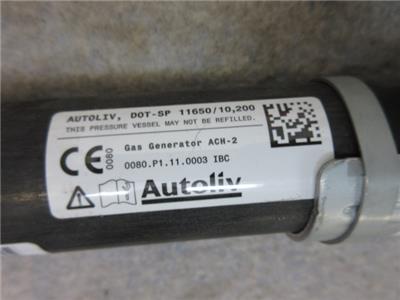 AUTOLIV, DOT-SP 11650/10,200
THIS PRESSURE VESSEL MAY NOT BE REFILLED.
Gas Generator ACH-2
CE 0080
0080.P1.11.0003 IBC
Autoliv